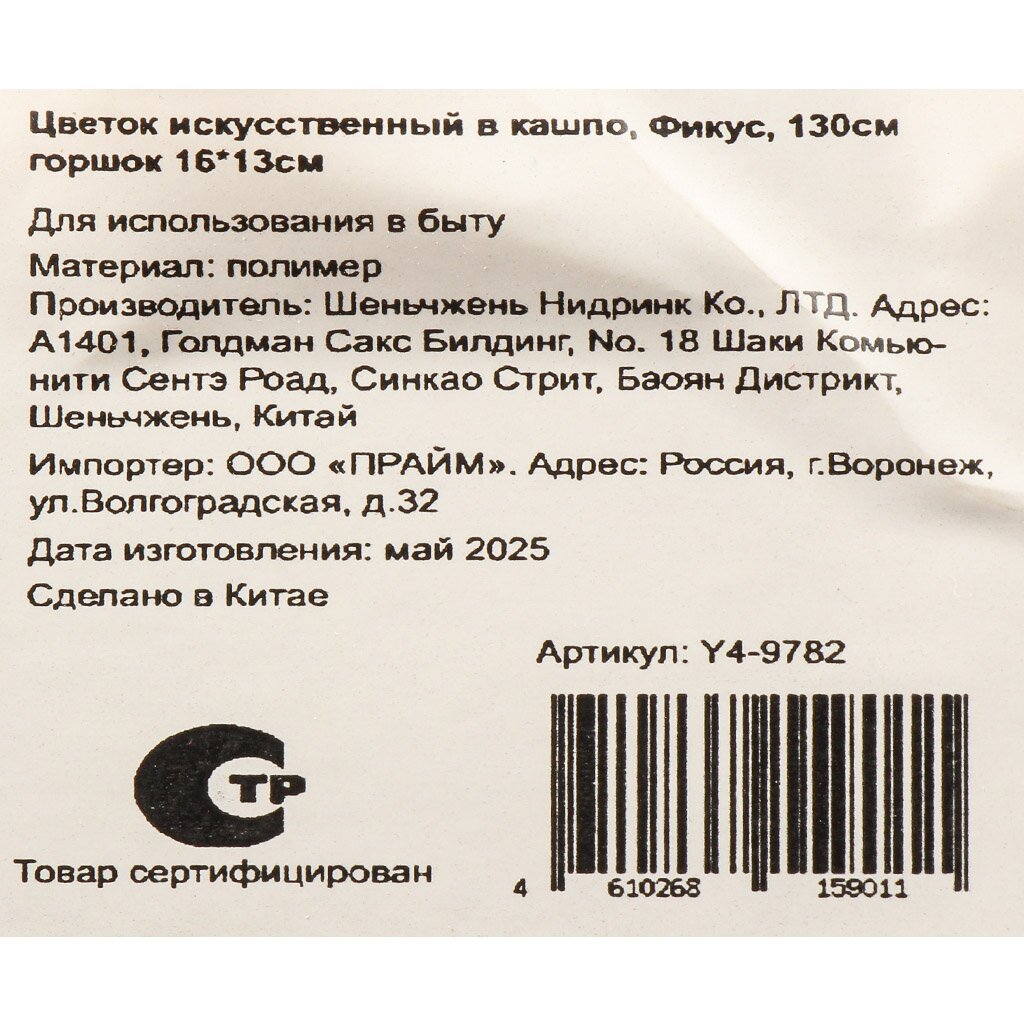 Цветок искусственный в кашпо, Фикус, 130см
горшок 16*13см
Для использования в быту
Материал: полимер
Производитель: Шеньчжень Нидринк Ко., ЛТД. Адрес:
А1401, Голдман Сакс Билдинг, No. 18 Шаки Комью-
нити Сентэ Роад, Синкао Стрит, Баоян Дистрикт,
Шеньчжень, Китай
Импортер: ООО «ПРАЙМ». Адрес: Россия, г.Воронеж,
ул.Волгоградская, д.32
Дата изготовления: май 2025
Сделано в Китае
Артикул: Y4-9782
СТР
Товар сертифицирован
4 610268 159011